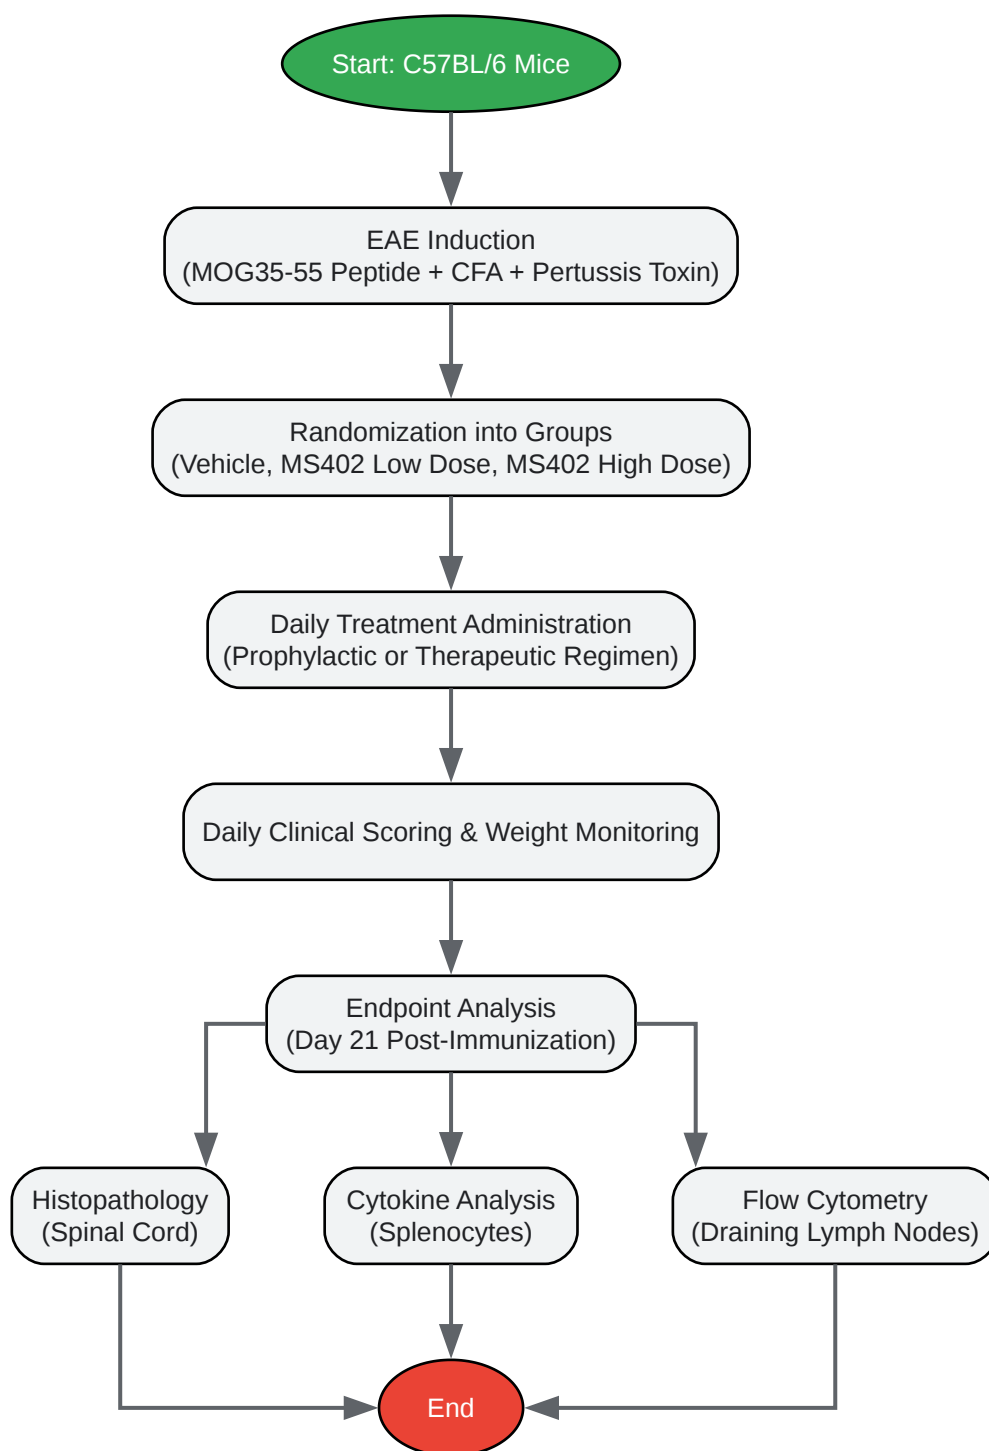 Start: C57BL/6 Mice
EAE Induction
(MOG35-55 Peptide + CFA + Pertussis Toxin)
Randomization into Groups
(Vehicle, MS402 Low Dose, MS402 High Dose)
Daily Treatment Administration
(Prophylactic or Therapeutic Regimen)
Daily Clinical Scoring & Weight Monitoring
Endpoint Analysis
(Day 21 Post-Immunization)
Histopathology
(Spinal Cord)
Cytokine Analysis
(Splenocytes)
Flow Cytometry
(Draining Lymph Nodes)
End